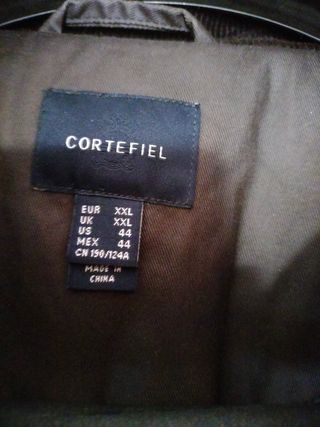 CORTEFIEL
EUR XXL
UK XXL
US 44
MEX 44
CN 190/124A
MADE IN
CHINA